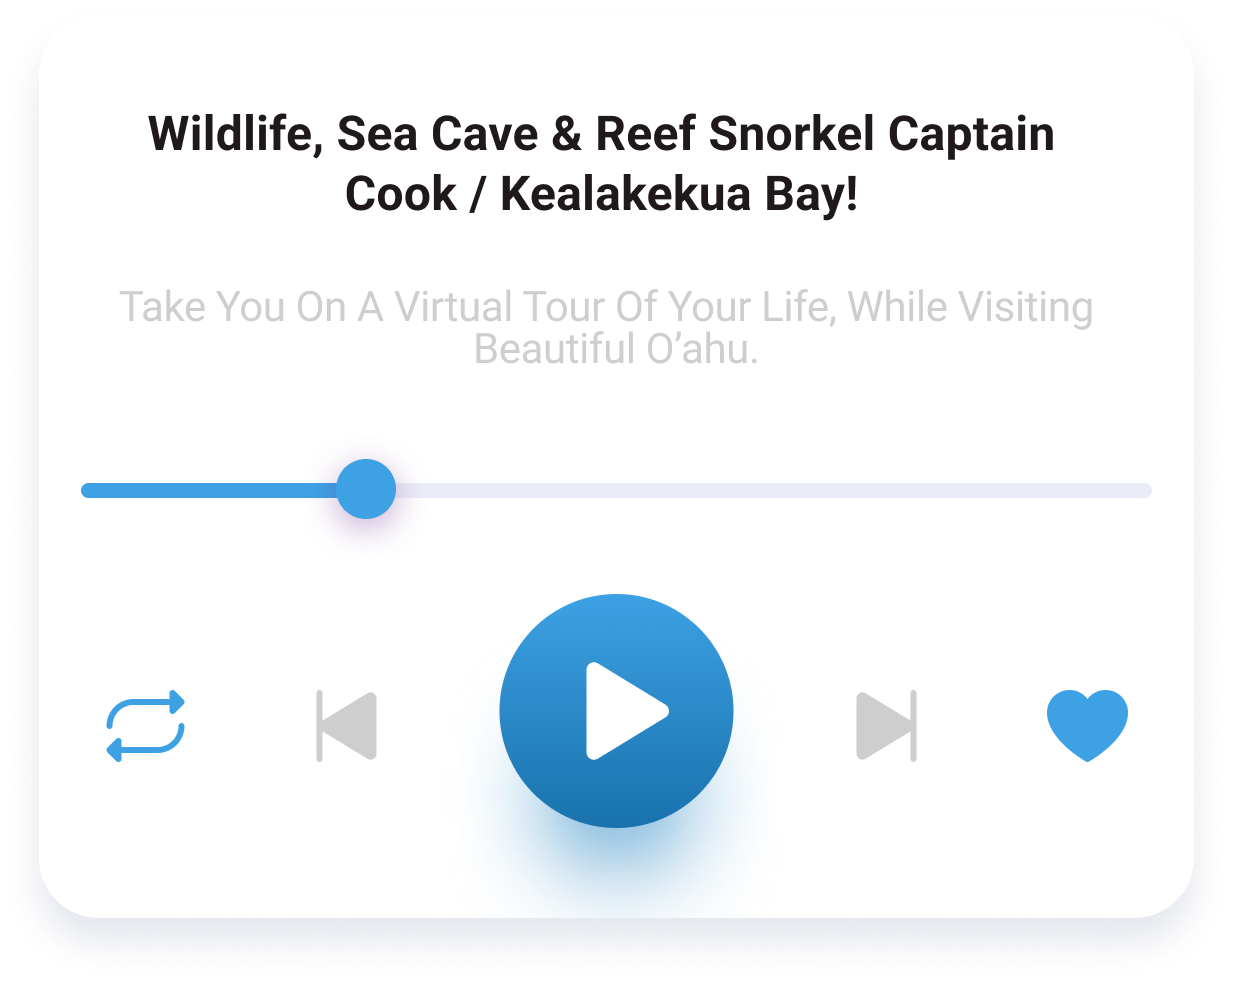 Wildlife, Sea Cave & Reef Snorkel Captain
Cook / Kealakekua Bay!
Take You On A Virtual Tour Of Your Life, While Visiting
Beautiful O’ahu.